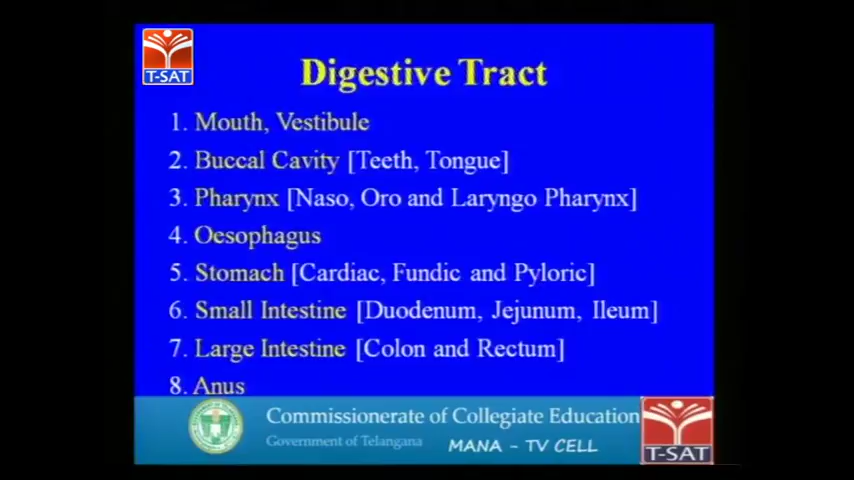 T-SAT
Digestive Tract
1. Mouth, Vestibule
2. Buccal Cavity [Teeth, Tongue]
3. Pharynx [Naso, Oro and Laryngo Pharynx]
4. Oesophagus
5. Stomach [Cardiac, Fundic and Pyloric]
6. Small Intestine [Duodenum, Jejunum, Ileum]
7. Large Intestine [Colon and Rectum]
8. Anus
Commissionerate of Collegiate Education
Government of Telangana MANA - TV CELL
T-SAT